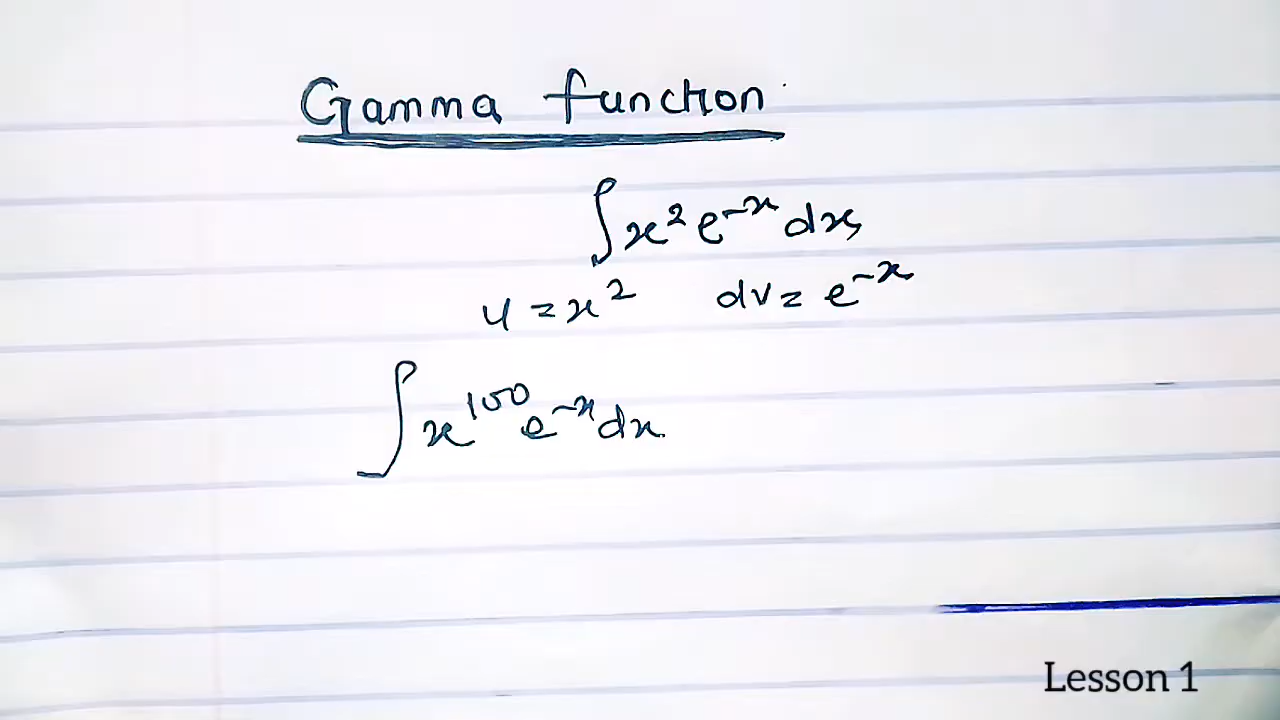 Gamma function
∫x²e⁻ˣdx
u = x² dv = e⁻ˣ
∫x¹⁰⁰e⁻ˣdx
Lesson 1